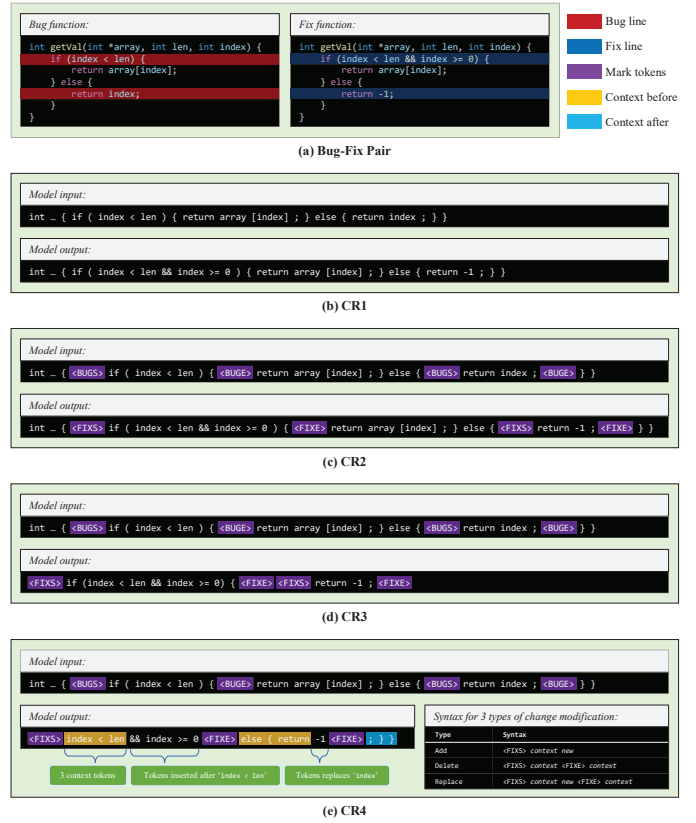 Bug function:
int getVal(int *array, int len, int index) {
if (index < len) {
return array[index];
} else {
return index;
}
}
Fix function:
int getVal(int *array, int len, int index) {
if (index < len && index >= 0) {
return array[index];
} else {
return -1;
}
}
Bug line
Fix line
Mark tokens
Context before
Context after
(a) Bug-Fix Pair
Model input:
int … { if ( index < len ) { return array [index] ; } else { return index ; } }
Model output:
int … { if ( index < len && index >= 0 ) { return array [index] ; } else { return -1 ; } }
(b) CR1
Model input:
int … { <BUGS> if ( index < len ) { <BUGE> return array [index] ; } else { <BUGS> return index ; <BUGE> } }
Model output:
int … { <FIXS> if ( index < len && index >= 0 ) { <FIXE> return array [index] ; } else { <FIXS> return -1 ; <FIXE> } }
(c) CR2
Model input:
int … { <BUGS> if ( index < len ) { <BUGE> return array [index] ; } else { <BUGS> return index ; <BUGE> } }
Model output:
<FIXS> if (index < len && index >= 0) { <FIXE> <FIXS> return -1 ; <FIXE>
(d) CR3
Model input:
int … { <BUGS> if ( index < len ) { <BUGE> return array [index] ; } else { <BUGS> return index ; <BUGE> } }
Model output:
<FIXS> index < len && index >= 0 <FIXE> else { return -1 <FIXE> ; } }
3 context tokens
Tokens inserted after 'index < len'
Tokens replaces 'index'
Syntax for 3 types of change modification:
Type Syntax
Add <FIXS> context new
Delete <FIXS> context <FIXE> context
Replace <FIXS> context new <FIXE> context
(e) CR4